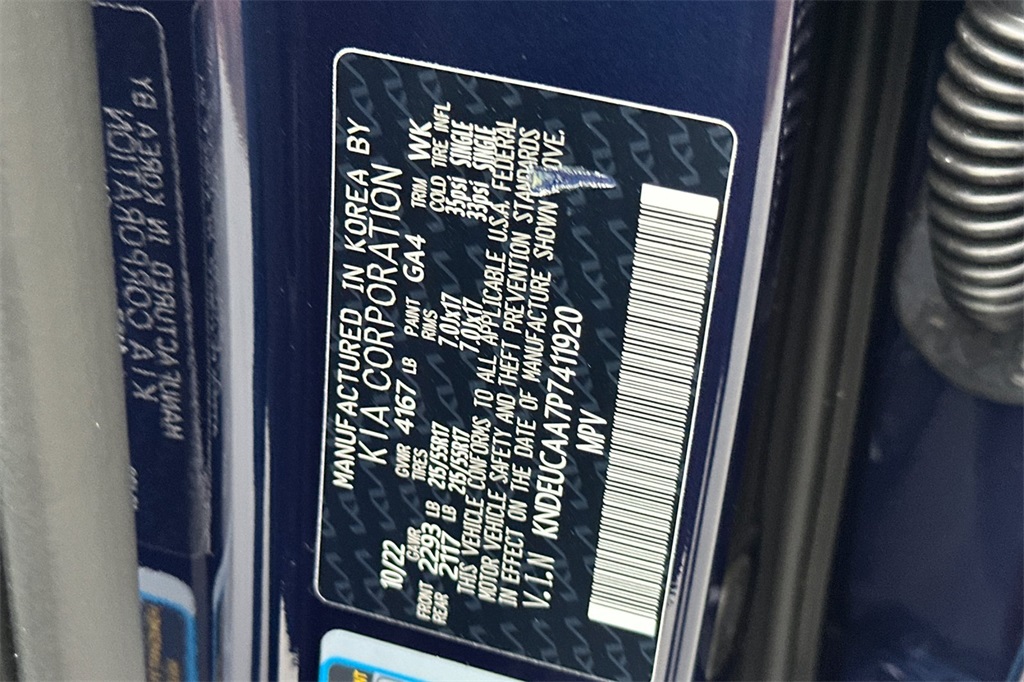 MANUFACTURED IN KOREA BY
KIA CORPORATION
10/22 GVWR 4167 LB PAINT GA4 TRIM WK
GAWR TIRES RIMS COLD TIRE INFL
FRONT 2293 LB 215/55R17 7.0Jx17 35psi SINGLE
REAR 2117 LB 215/55R17 7.0Jx17 33psi SINGLE
THIS VEHICLE CONFORMS TO ALL APPLICABLE U.S.A. FEDERAL
MOTOR VEHICLE SAFETY AND THEFT PREVENTION STANDARDS
IN EFFECT ON THE DATE OF MANUFACTURE SHOWN
V.I.N KNDEUCAA7P7411920
MPV